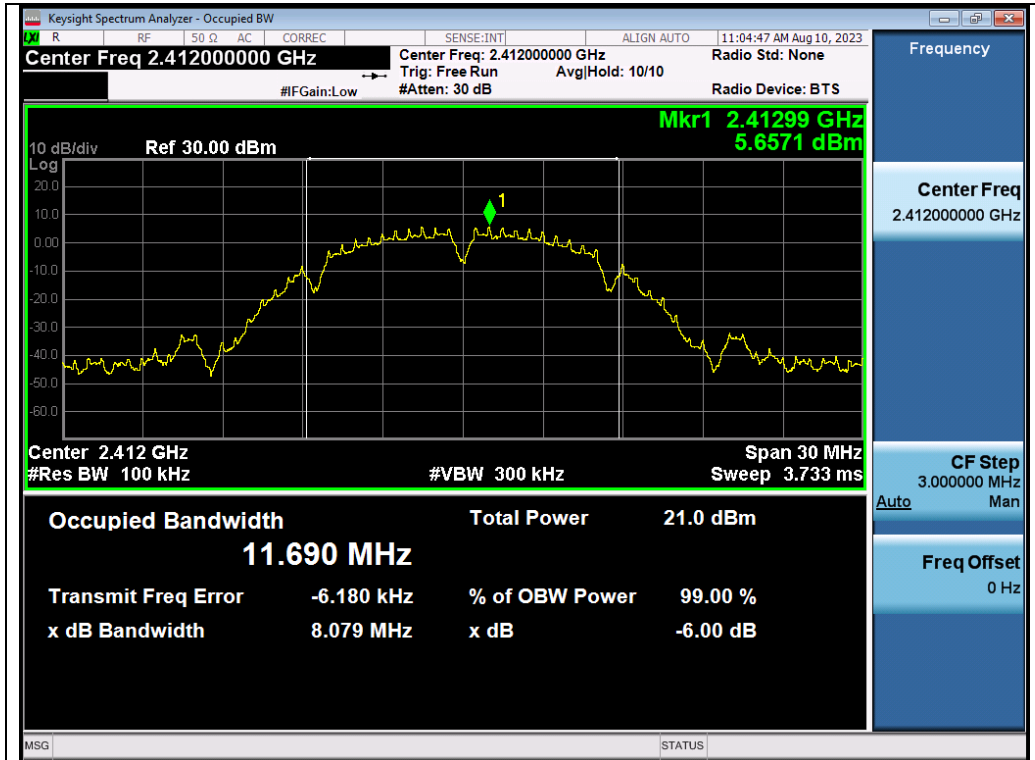 Keysight Spectrum Analyzer - Occupied BW
LXI R RF 50 Ω AC CORREC SENSE:INT ALIGN AUTO 11:04:47 AM Aug 10, 2023
Center Freq 2.412000000 GHz
Center Freq: 2.412000000 GHz Radio Std: None
Trig: Free Run Avg|Hold: 10/10
#IFGain:Low #Atten: 30 dB Radio Device: BTS
Mkr1 2.41299 GHz
10 dB/div Ref 30.00 dBm 5.6571 dBm
Log
20.0
1
10.0
0.00
-10.0
-20.0
-30.0
-40.0
-50.0
-60.0
Center 2.412 GHz Span 30 MHz
#Res BW 100 kHz #VBW 300 kHz Sweep 3.733 ms
Occupied Bandwidth Total Power 21.0 dBm
11.690 MHz
Transmit Freq Error -6.180 kHz % of OBW Power 99.00 %
x dB Bandwidth 8.079 MHz x dB -6.00 dB
MSG STATUS
Frequency
Center Freq
2.412000000 GHz
CF Step
3.000000 MHz
Auto Man
Freq Offset
0 Hz